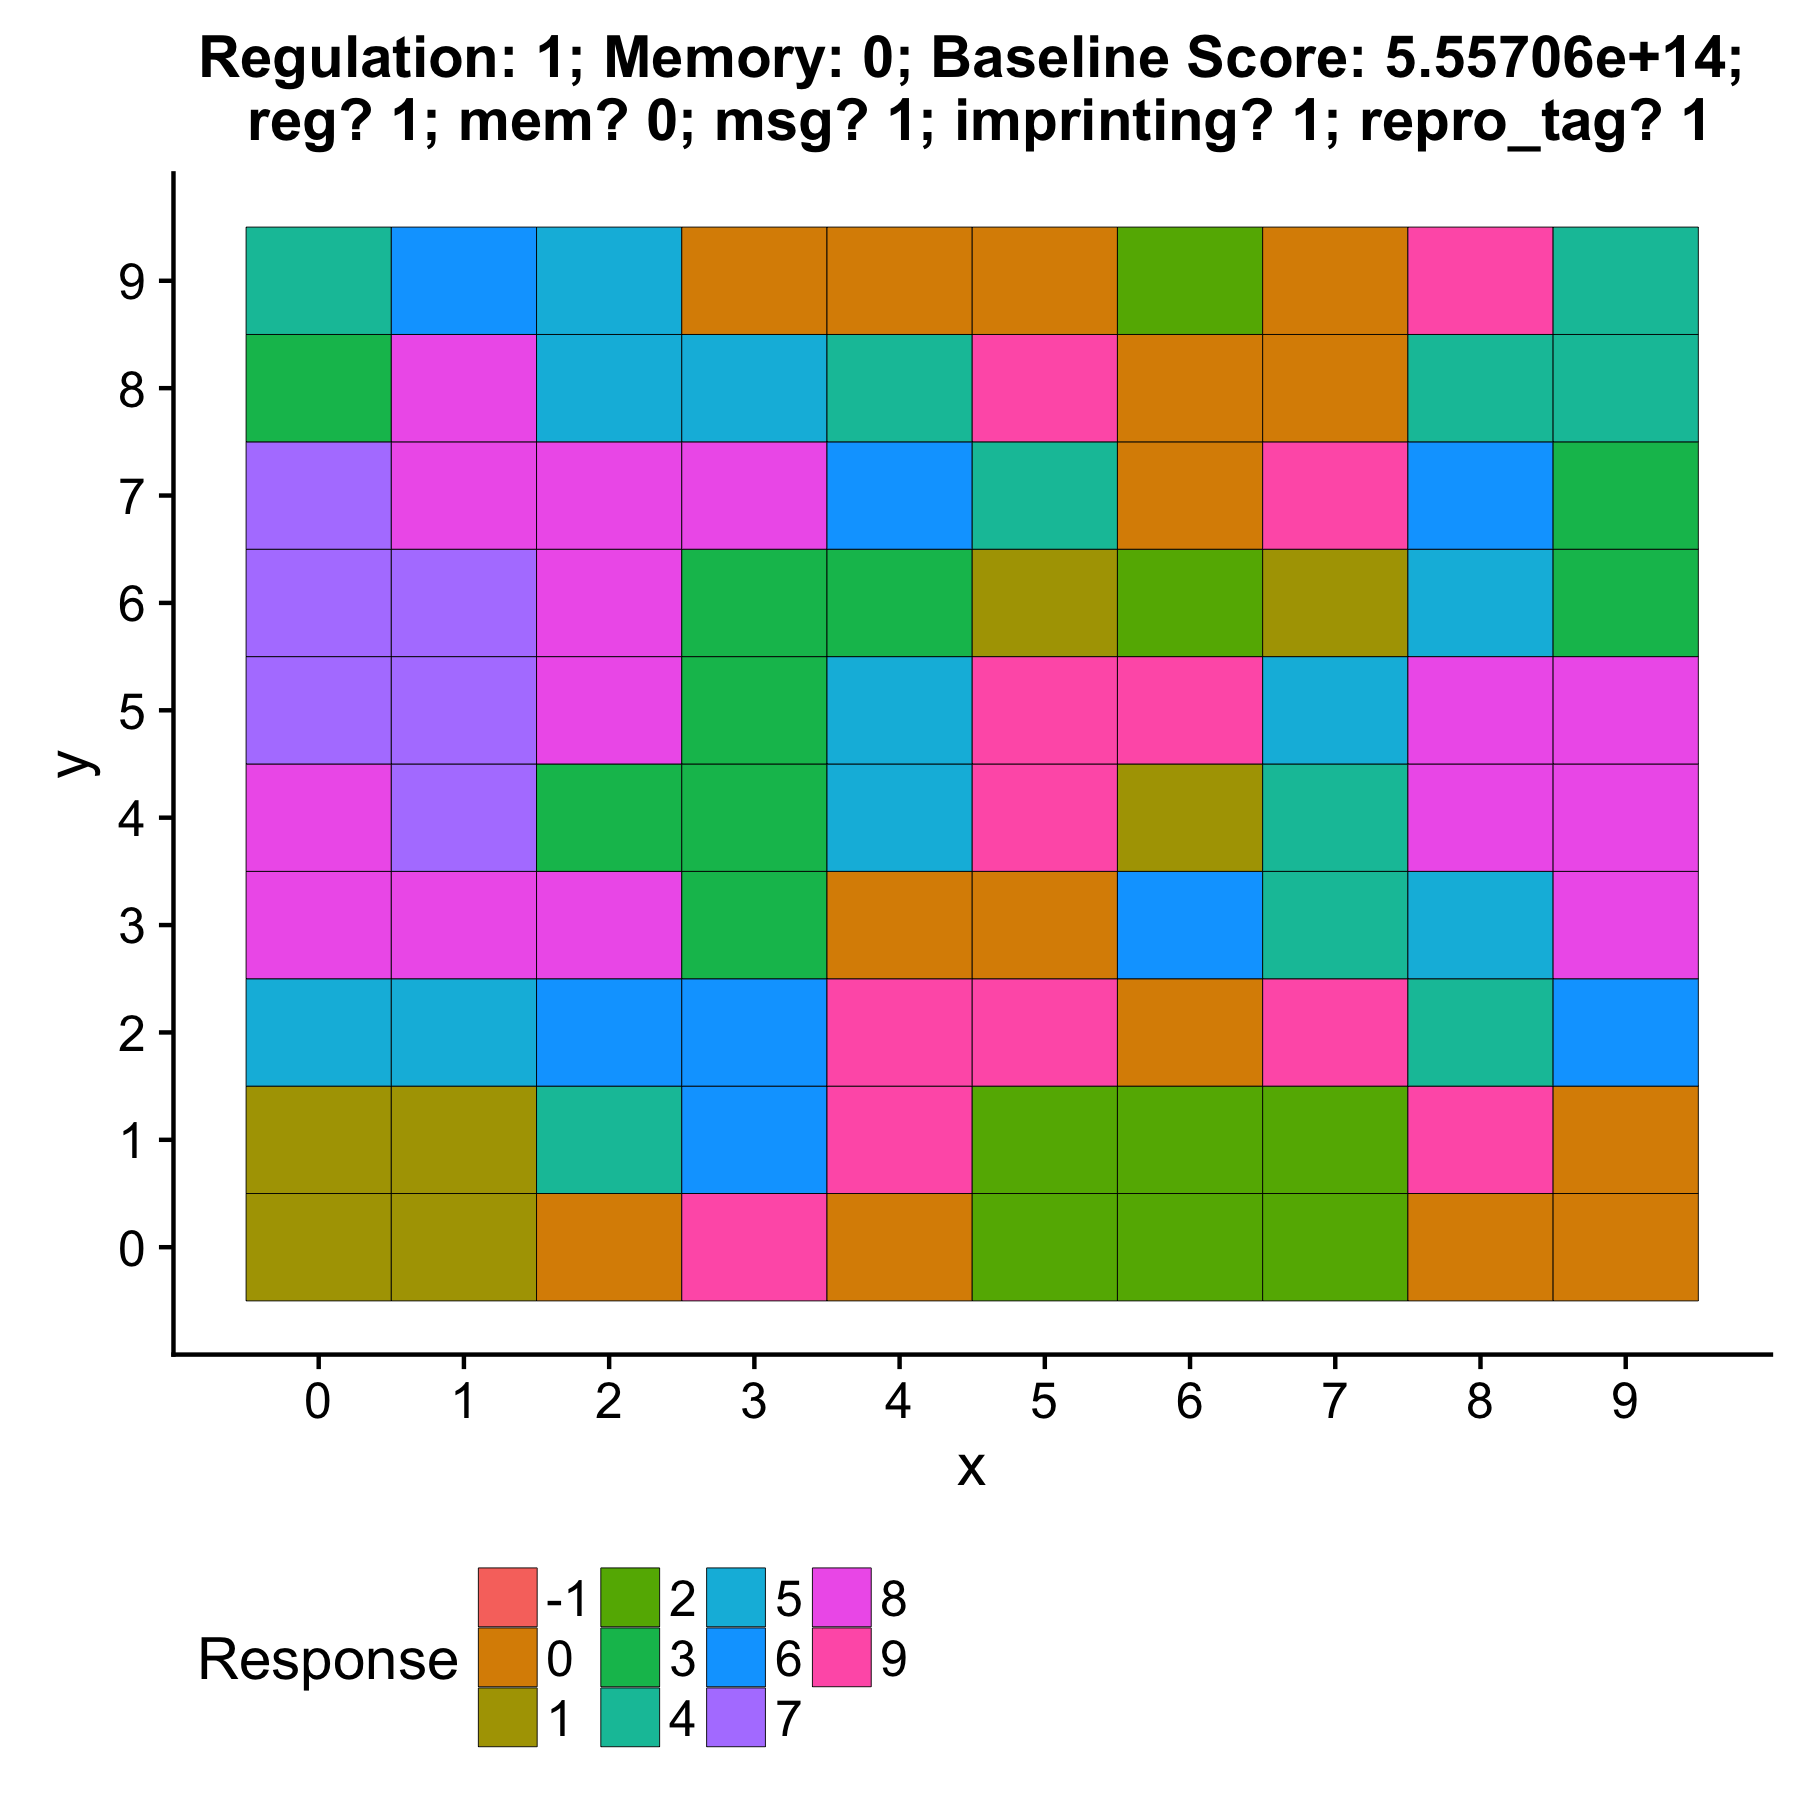 Regulation: 1; Memory: 0; Baseline Score: 5.55706e+14;
reg? 1; mem? 0; msg? 1; imprinting? 1; repro_tag? 1
9
8
7
6
5
4
3
2
1
0
y
0 1 2 3 4 5 6 7 8 9
x
Response
-1 2 5 8
0 3 6 9
1 4 7